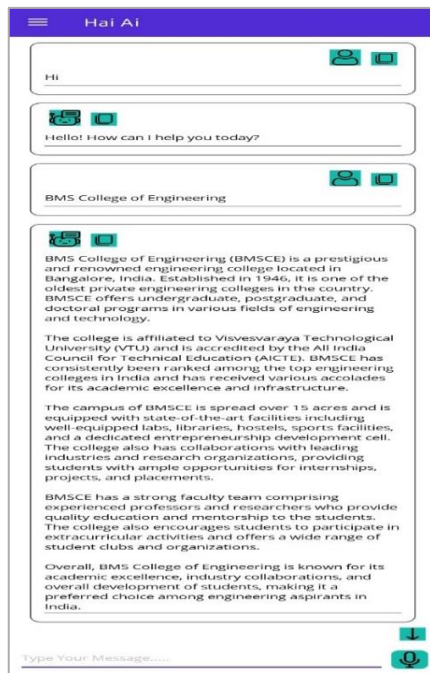 Hai Ai
Hi
Hello! How can I help you today?
BMS College of Engineering
BMS College of Engineering (BMSCE) is a prestigious
and renowned engineering college located in
Bangalore, India. Established in 1946, it is one of the
oldest private engineering colleges in the country.
BMSCE offers undergraduate, postgraduate, and
doctoral programs in various fields of engineering
and technology.
The college is affiliated to Visvesvaraya Technological
University (VTU) and is accredited by the All India
Council for Technical Education (AICTE). BMSCE has
consistently been ranked among the top engineering
colleges in India and has received various accolades
for its academic excellence and infrastructure.
The campus of BMSCE is spread over 15 acres and is
equipped with state-of-the-art facilities including
well-equipped labs, libraries, hostels, sports facilities,
and a dedicated entrepreneurship development cell.
The college also has collaborations with leading
industries and research organizations, providing
students with ample opportunities for internships,
projects, and placements.
BMSCE has a strong faculty team comprising
experienced professors and researchers who provide
quality education and mentorship to the students.
The college also encourages students to participate in
extracurricular activities and offers a wide range of
student clubs and organizations.
Overall, BMS College of Engineering is known for its
academic excellence, industry collaborations, and
overall development of students, making it a
preferred choice among engineering aspirants in
India.
Type Your Message.....